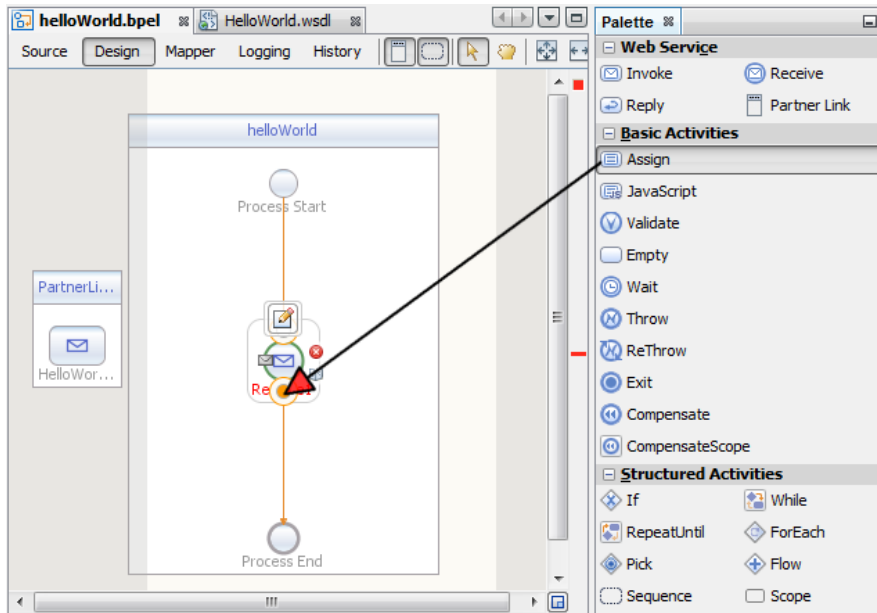 helloWorld.bpel HelloWorld.wsdl
Source Design Mapper Logging History
helloWorld
Process Start
PartnerLi...
HelloWor...
Process End
Palette
Web Service
Invoke Receive
Reply Partner Link
Basic Activities
Assign
JavaScript
Validate
Empty
Wait
Throw
ReThrow
Exit
Compensate
CompensateScope
Structured Activities
If While
RepeatUntil ForEach
Pick Flow
Sequence Scope